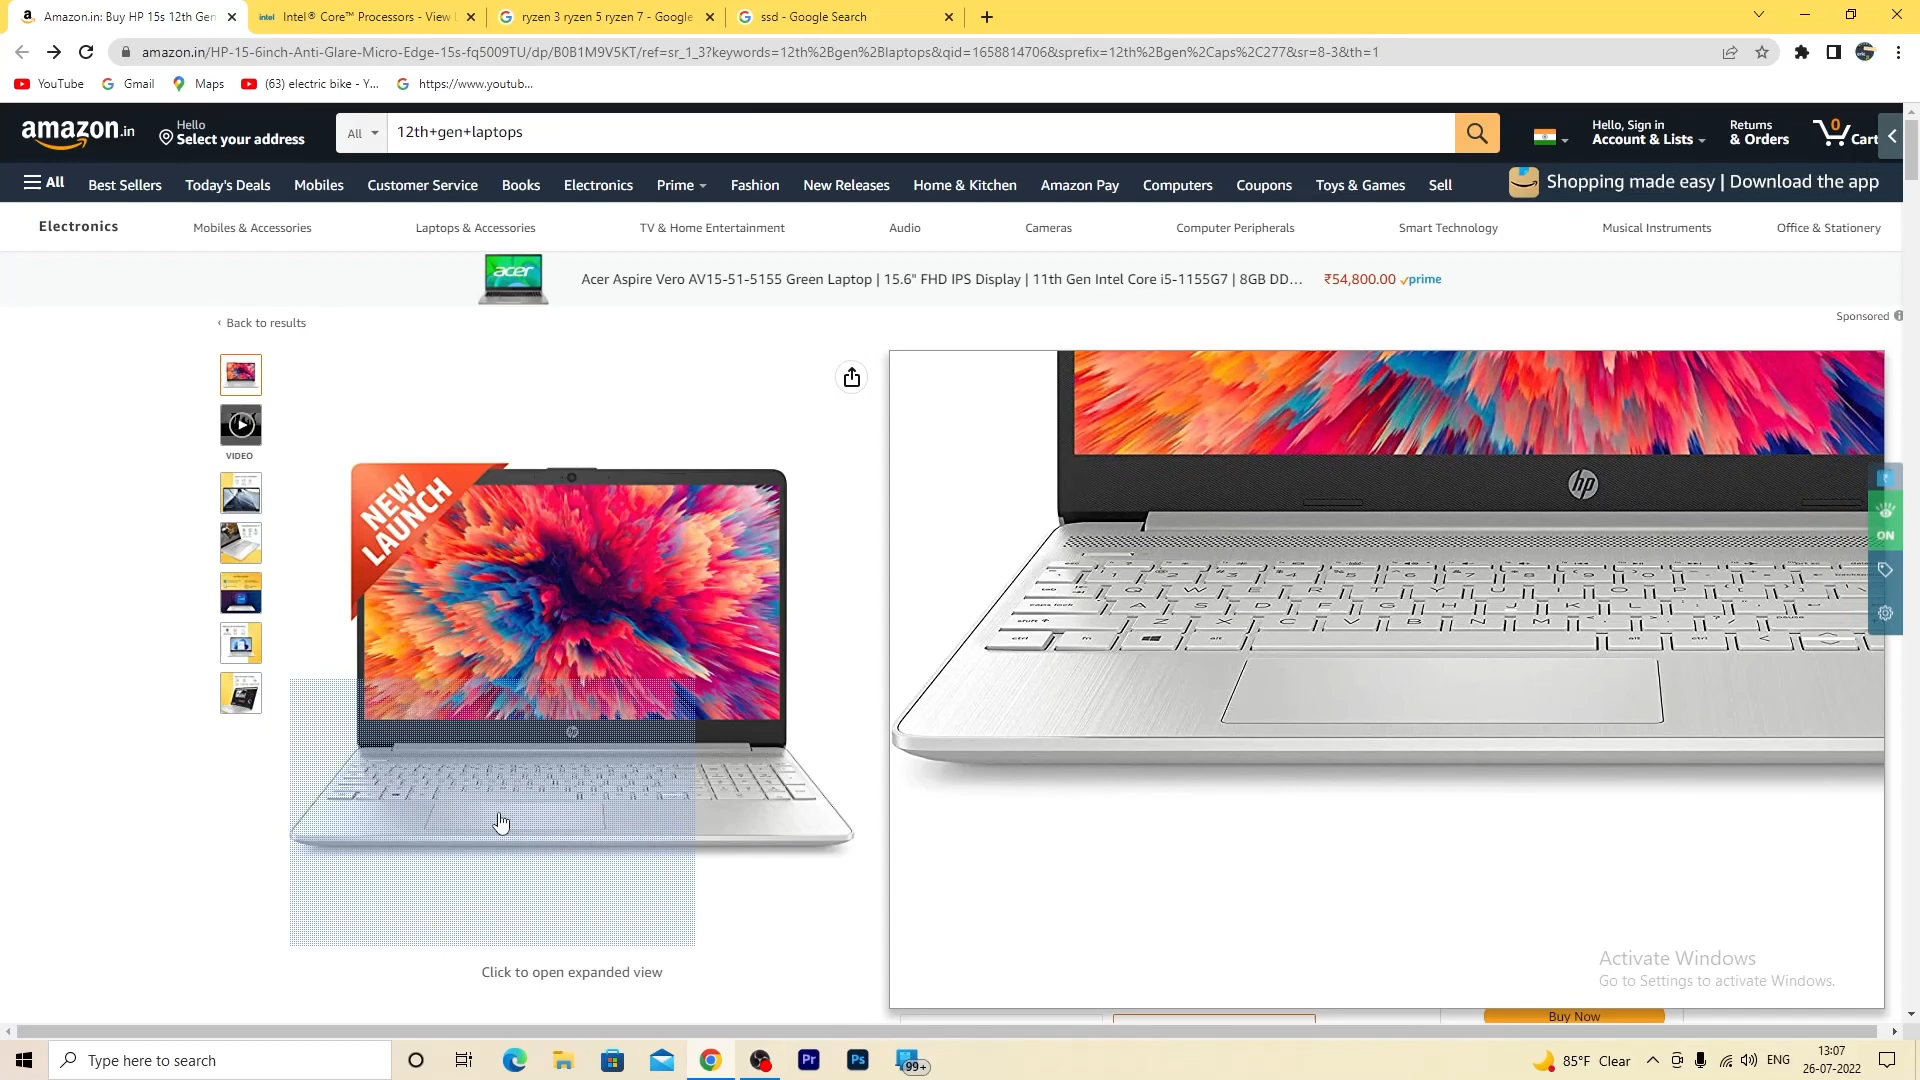 Amazon.in: Buy HP 15s 12th Gen
intel Intel® Core™ Processors - View L
ryzen 3 ryzen 5 ryzen 7 - Google
ssd - Google Search
amazon.in/HP-15-6inch-Anti-Glare-Micro-Edge-15s-fq5009TU/dp/B0B1M9V5KT/ref=sr_1_3?keywords=12th%2Bgen%2Blaptops&qid=1658814706&sprefix=12th%2Bgen%2Caps%2C277&sr=8-3&th=1
YouTube
Gmail
Maps
(63) electric bike - Y...
https://www.youtub...
amazon.in
Hello
Select your address
All
12th+gen+laptops
Hello, Sign in
Account & Lists
Returns
& Orders
0
Cart
All
Best Sellers
Today's Deals
Mobiles
Customer Service
Books
Electronics
Prime
Fashion
New Releases
Home & Kitchen
Amazon Pay
Computers
Coupons
Toys & Games
Sell
Shopping made easy | Download the app
Electronics
Mobiles & Accessories
Laptops & Accessories
TV & Home Entertainment
Audio
Cameras
Computer Peripherals
Smart Technology
Musical Instruments
Office & Stationery
acer
Acer Aspire Vero AV15-51-5155 Green Laptop | 15.6" FHD IPS Display | 11th Gen Intel Core i5-1155G7 | 8GB DD...
₹54,800.00 prime
‹ Back to results
Sponsored
VIDEO
NEW
LAUNCH
hp
ON
Click to open expanded view
Activate Windows
Go to Settings to activate Windows.
Buy Now
Type here to search
Pr
Ps
99+
85°F Clear
ENG
13:07
26-07-2022